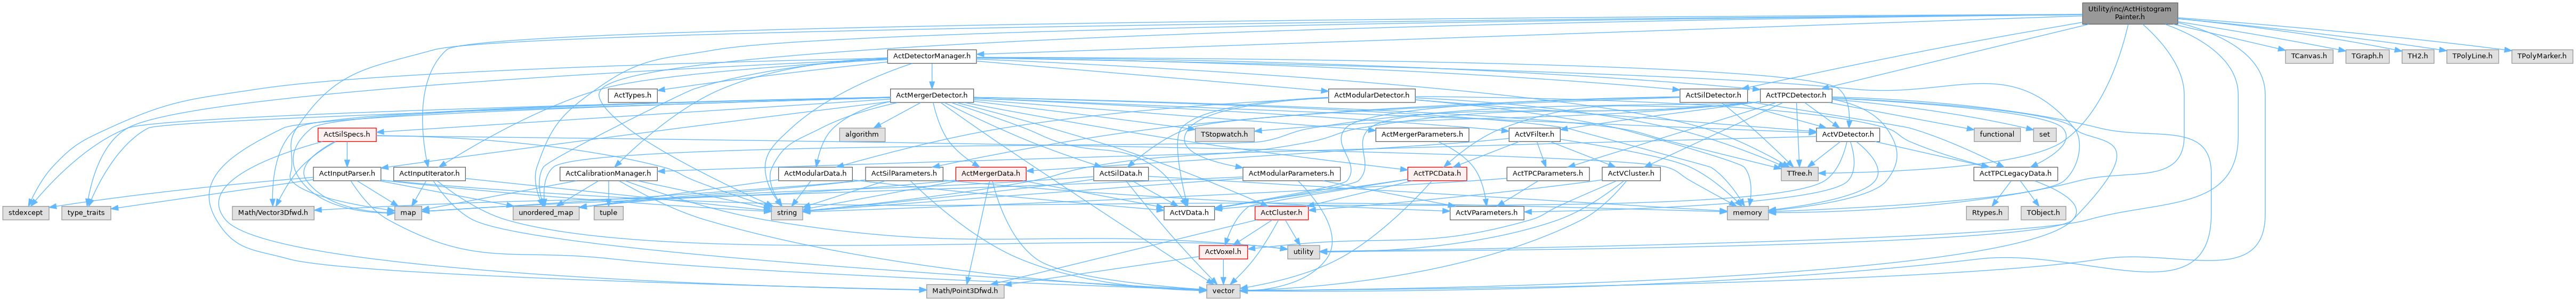 Utility/inc/ActHistogram
Painter.h
ActDetectorManager.h
TCanvas.h
TGraph.h
TH2.h
TPolyLine.h
TPolyMarker.h
ActTypes.h
ActMergerDetector.h
ActModularDetector.h
ActSilDetector.h
ActTPCDetector.h
ActSilSpecs.h
algorithm
TStopwatch.h
ActMergerParameters.h
ActVFilter.h
ActVDetector.h
functional
set
ActInputParser.h
ActInputIterator.h
ActCalibrationManager.h
ActModularData.h
ActSilParameters.h
ActMergerData.h
ActSilData.h
ActModularParameters.h
ActTPCData.h
ActTPCParameters.h
ActVCluster.h
TTree.h
ActTPCLegacyData.h
stdexcept
type_traits
Math/Vector3Dfwd.h
map
unordered_map
tuple
string
ActVData.h
ActCluster.h
ActVParameters.h
memory
Rtypes.h
TObject.h
ActVoxel.h
utility
Math/Point3Dfwd.h
vector